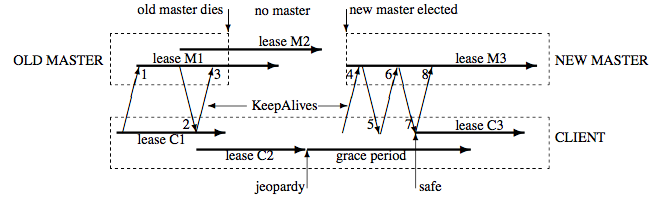 old master dies
no master
new master elected
lease M2
OLD MASTER
lease M1
lease M3
NEW MASTER
1
3
4
6
8
KeepAlives
2
5
7
lease C1
lease C3
CLIENT
lease C2
grace period
jeopardy
safe